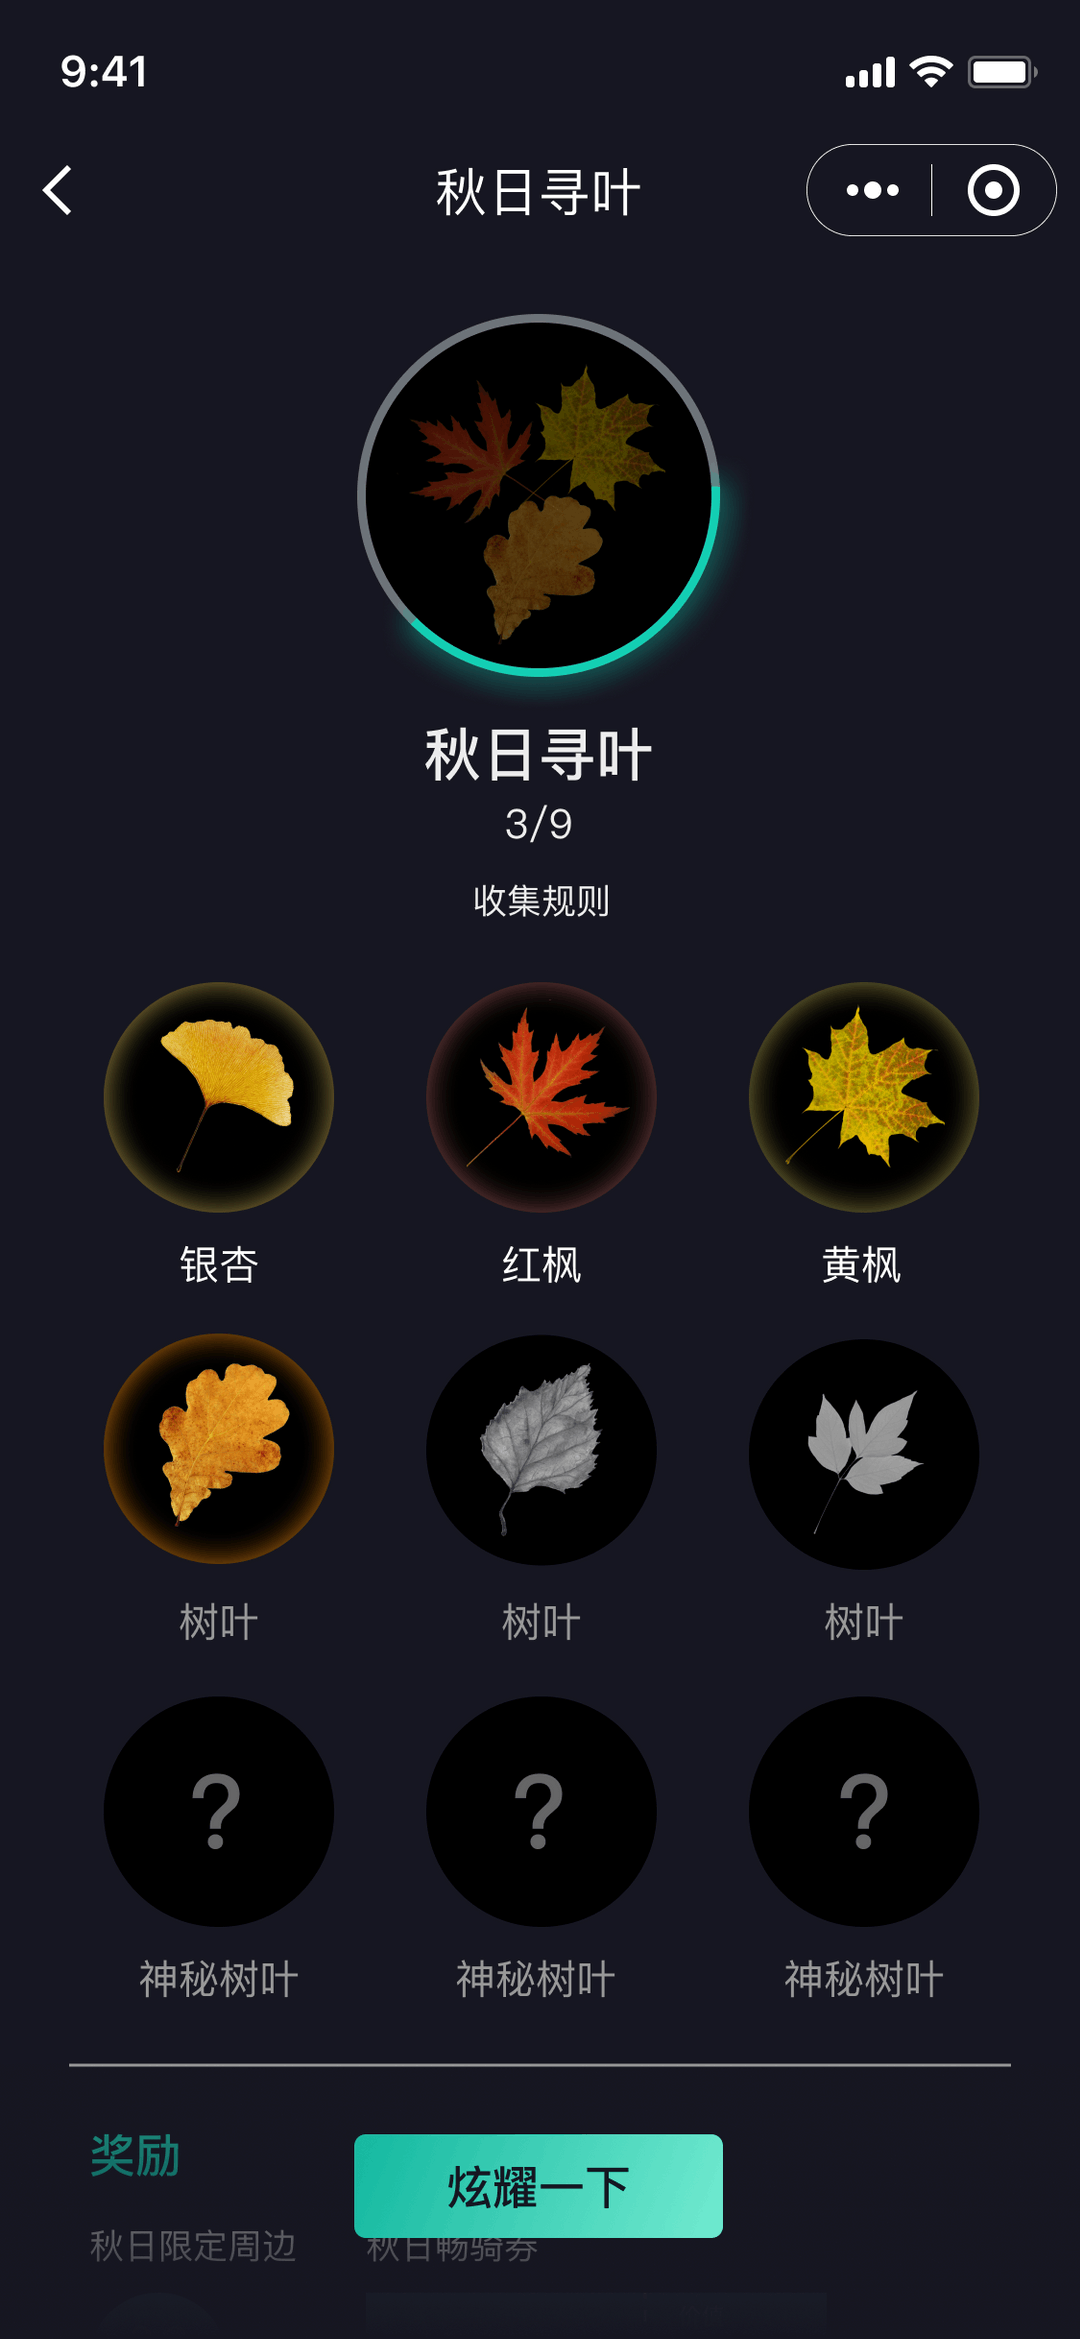 9:41
秋日寻叶
秋日寻叶
3/9
收集规则
银杏 红枫 黄枫
树叶 树叶 树叶
? ? ?
神秘树叶 神秘树叶 神秘树叶
奖励
炫耀一下
秋日限定周边 秋日畅骑券